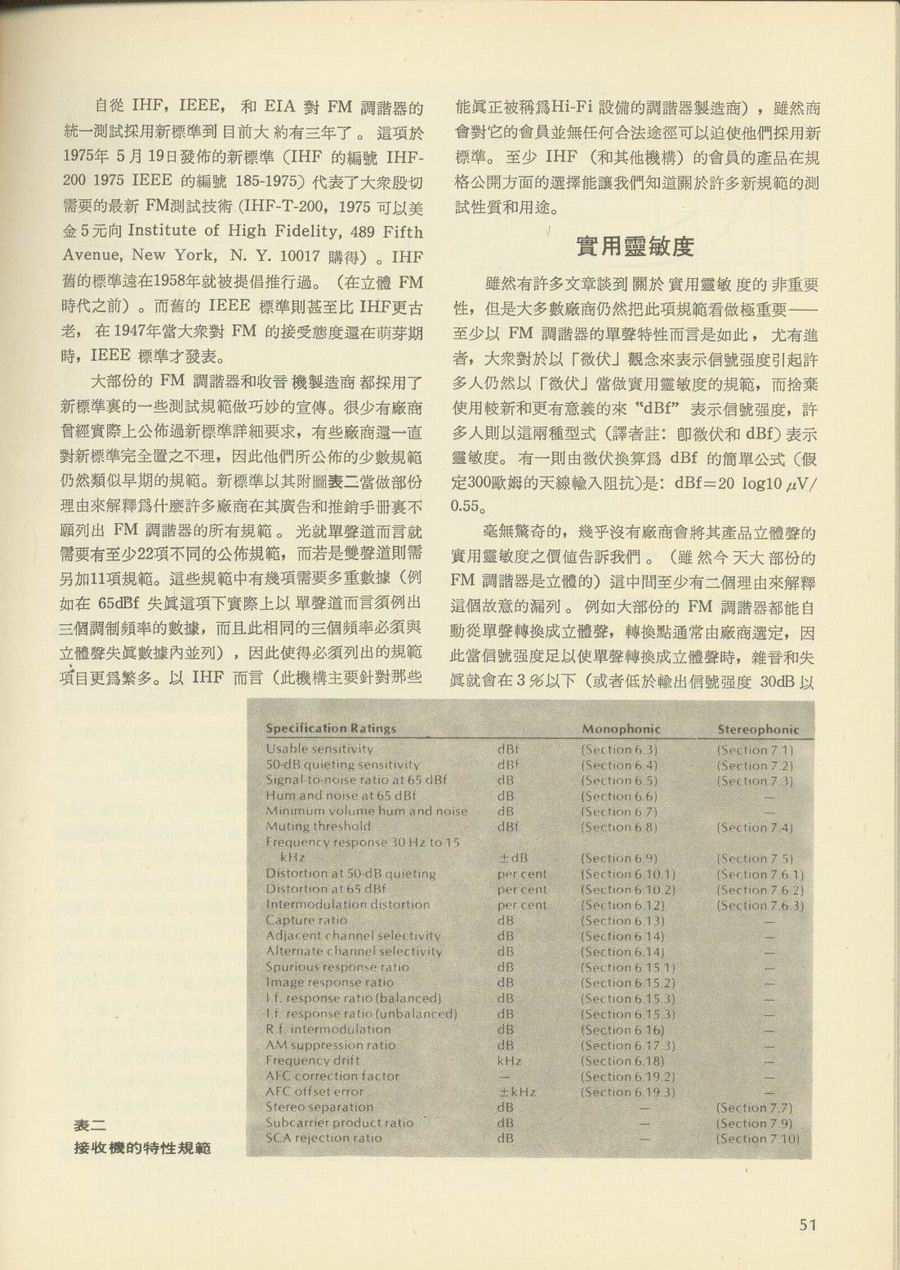 自從 IHF，IEEE， 和 EIA 對 FM 調諧器的
統一測試採用新標準到目前大約有三年了。 這項於
1975年 5 月 19日發佈的新標準（IHF 的編號 IHF-
200 1975 IEEE 的編號 185-1975）代表了大衆殷切
需要的最新 FM測試技術 (IHF-T-200，1975 可以美
金 5 元向 Institute of High Fidelity, 489 Fifth
Avenue, New York, N. Y. 10017 購得）。IHF
舊的標準遠在1958年就被提倡推行過。（在立體 FM
時代之前）。而舊的 IEEE 標準則甚至比 IHF更古
老， 在 1947年當大衆對 FM 的接受態度還在萌芽期
時，IEEE 標準才發表。
大部份的 FM 調諧器和收音機製造商都採用了
新標準裏的一些測試規範做巧妙的宣傳。很少有廠商
曾經實際上公佈過新標準詳細要求，有些廠商還一直
對新標準完全置之不理，因此他們所公佈的少數規範
仍然類似早期的規範。新標準以其附圖表二當做部份
理由來解釋爲什麼許多廠商在其廣告和推銷手冊裏不
願列出 FM 調諧器的所有規範。 光就單聲道而言就
需要有至少22項不同的公佈規範，而若是雙聲道則需
另加11項規範。這些規範中有幾項需要多重數據（例
如在 65dBf 失眞這項下實際上以單聲道而言須例出
三個調制頻率的數據，而且此相同的三個頻率必須與
立體聲失眞數據內並列），因此使得必須列出的規範
項目更爲繁多。以 IHF 而言（此機構主要針對那些
能眞正被稱爲Hi-Fi 設備的調諧器製造商），雖然商
會對它的會員並無任何合法途徑可以迫使他們採用新
標準。 至少 IHF （和其他機構）的會員的產品在規
格公開方面的選擇能讓我們知道關於許多新規範的測
試性質和用途。
實用靈敏度
雖然有許多文章談到關於實用靈敏度的非重要
性，但是大多數廠商仍然把此項規範看做極重要——
至少以 FM 調諧器的單聲特性而言是如此， 尤有進
者，大衆對於以「微伏」觀念來表示信號强度引起許
多人仍然以「微伏」當做實用靈敏度的規範，而捨棄
使用較新和更有意義的來 “dBf” 表示信號强度，許
多人則以這兩種型式（譯者註： 卽微伏和 dBf) 表示
靈敏度。 有一則由微伏換算爲 dBf 的簡單公式（假
定300歐姆的天線輸入阻抗)是： dBf=20 log10 μV/
0.55。
毫無驚奇的，幾乎沒有廠商會將其產品立體聲的
實用靈敏度之價値告訴我們。（雖然今天大部份的
FM 調諧器是立體的）這中間至少有二個理由來解釋
這個故意的漏列。 例如大部份的 FM 調諧器都能自
動從單聲轉換成立體聲，轉換點通常由廠商選定，因
此當信號强度足以使單聲轉換成立體聲時，雜音和失
眞就會在 3 %以下（或者低於輸出信號强度 30dB 以
Specification Ratings Monophonic Stereophonic
Usable sensitivity dBf (Section 6.3) (Section 7.1)
50-dB quieting sensitivity dBf (Section 6.4) (Section 7.2)
Signal-to-noise ratio at 65 dBf dB (Section 6.5) (Section 7.3)
Hum and noise at 65 dBf dB (Section 6.6) —
Minimum volume hum and noise dB (Section 6.7) —
Muting threshold dBf (Section 6.8) (Section 7.4)
Frequency response 30 Hz to 15
kHz ±dB (Section 6.9) (Section 7.5)
Distortion at 50-dB quieting per cent (Section 6.10.1) (Section 7.6.1)
Distortion at 65 dBf per cent (Section 6.10.2) (Section 7.6.2)
Intermodulation distortion per cent (Section 6.12) (Section 7.6.3)
Capture ratio dB (Section 6.13) —
Adjacent channel selectivity dB (Section 6.14) —
Alternate channel selectivity dB (Section 6.14) —
Spurious response ratio dB (Section 6.15.1) —
Image response ratio dB (Section 6.15.2) —
I.f. response ratio (balanced) dB (Section 6.15.3) —
I.f. response ratio (unbalanced) dB (Section 6.15.3) —
R.f. intermodulation dB (Section 6.16) —
AM suppression ratio dB (Section 6.17.3) —
Frequency drift kHz (Section 6.18) —
AFC correction factor — (Section 6.19.2) —
AFC offset error ±kHz (Section 6.19.3) —
Stereo separation dB — (Section 7.7)
Subcarrier product ratio dB — (Section 7.9)
SCA rejection ratio dB — (Section 7.10)
表二
接收機的特性規範
51